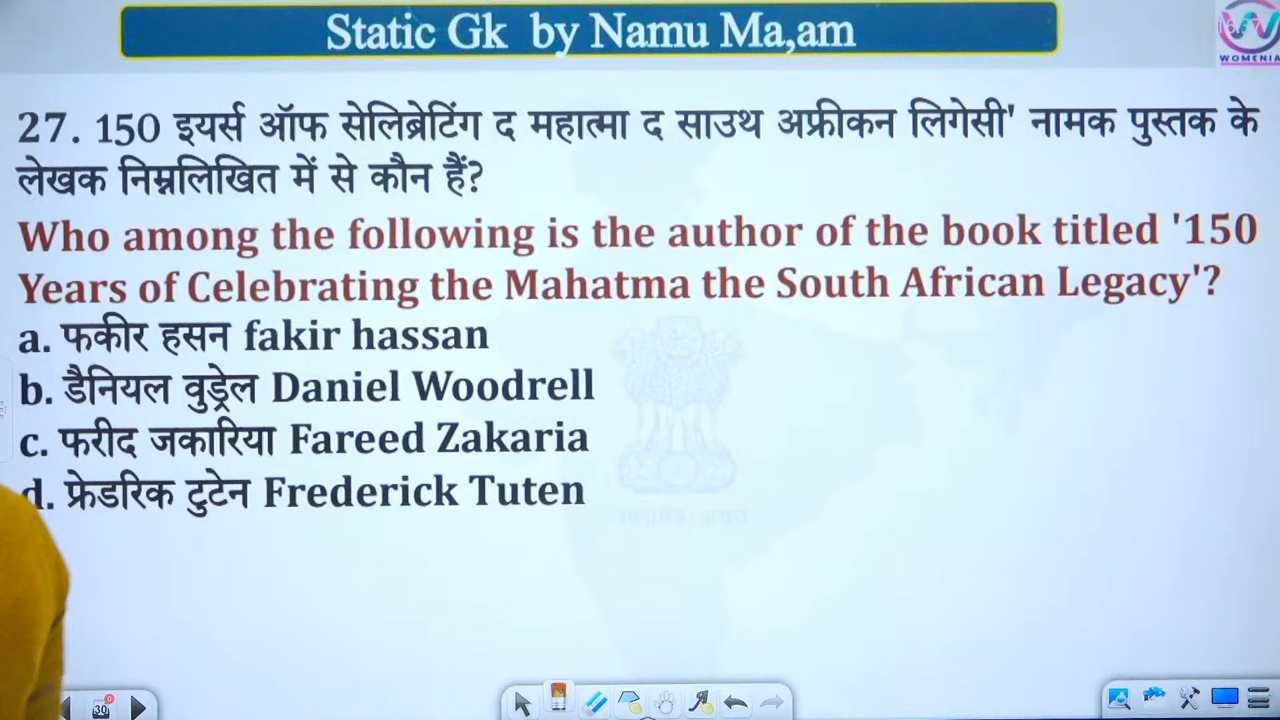 Static Gk by Namu Ma,am
WOMENIA
27. 150 इयर्स ऑफ सेलिब्रेटिंग द महात्मा द साउथ अफ्रीकन लिगेसी' नामक पुस्तक के
लेखक निम्नलिखित में से कौन हैं?
Who among the following is the author of the book titled '150
Years of Celebrating the Mahatma the South African Legacy'?
a. फकीर हसन fakir hassan
b. डैनियल वुड्रेल Daniel Woodrell
c. फरीद जकारिया Fareed Zakaria
d. फ्रेडरिक टुटेन Frederick Tuten
30